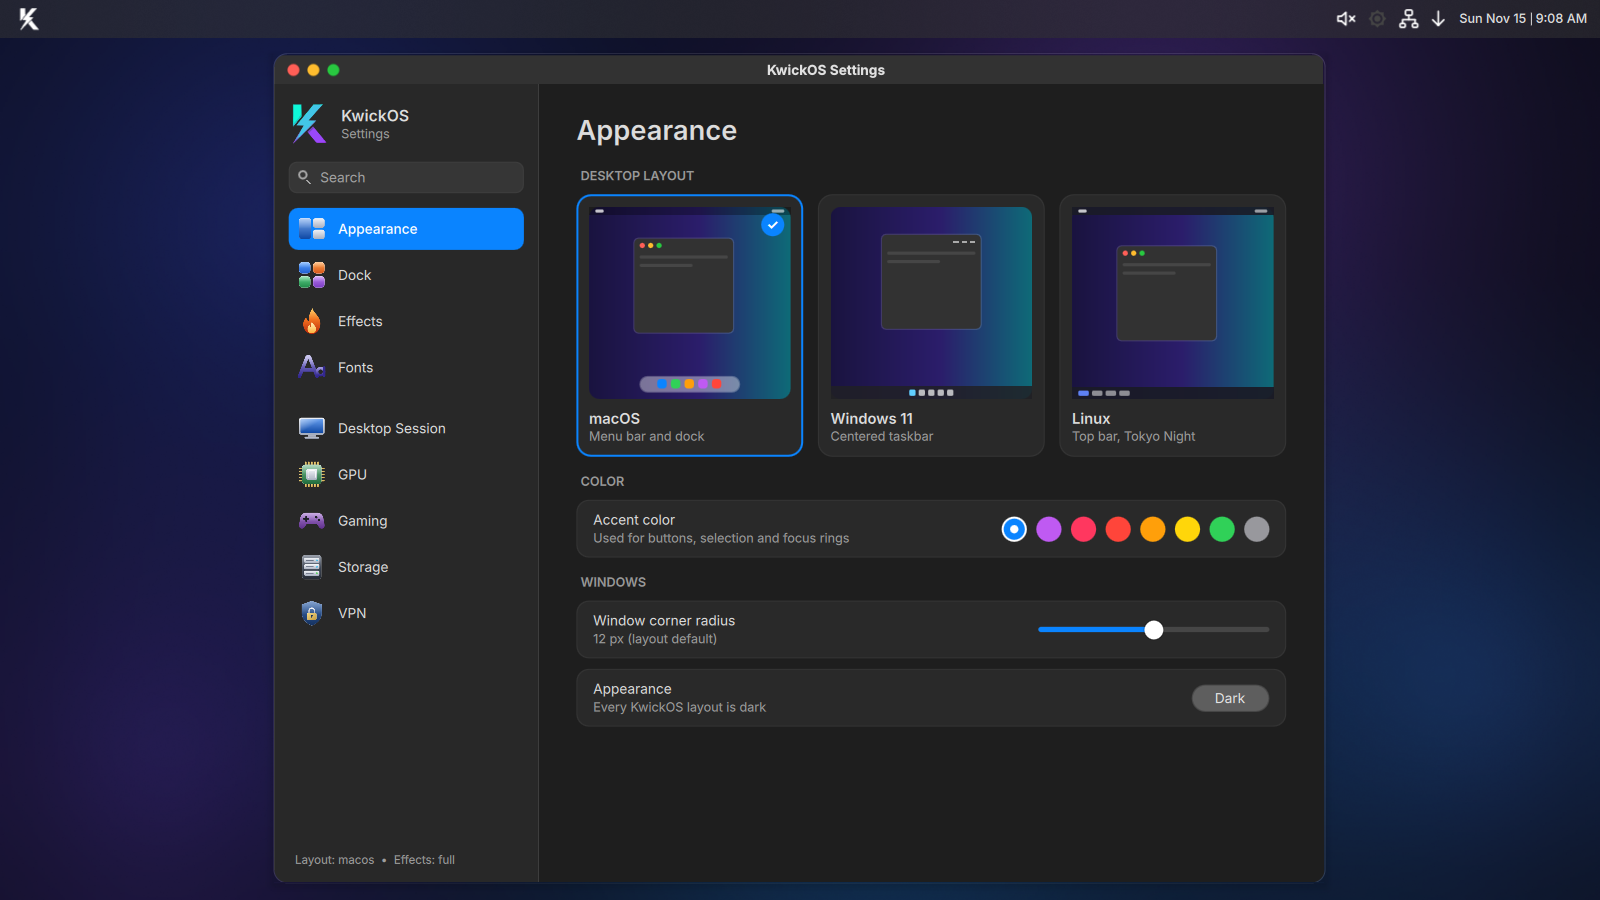 Sun Nov 15 | 9:08 AM
KwickOS Settings
KwickOS
Settings
Search
Appearance
Dock
Effects
Fonts
Desktop Session
GPU
Gaming
Storage
VPN
Layout: macos • Effects: full
Appearance
DESKTOP LAYOUT
macOS
Menu bar and dock
Windows 11
Centered taskbar
Linux
Top bar, Tokyo Night
COLOR
Accent color
Used for buttons, selection and focus rings
WINDOWS
Window corner radius
12 px (layout default)
Appearance
Every KwickOS layout is dark
Dark